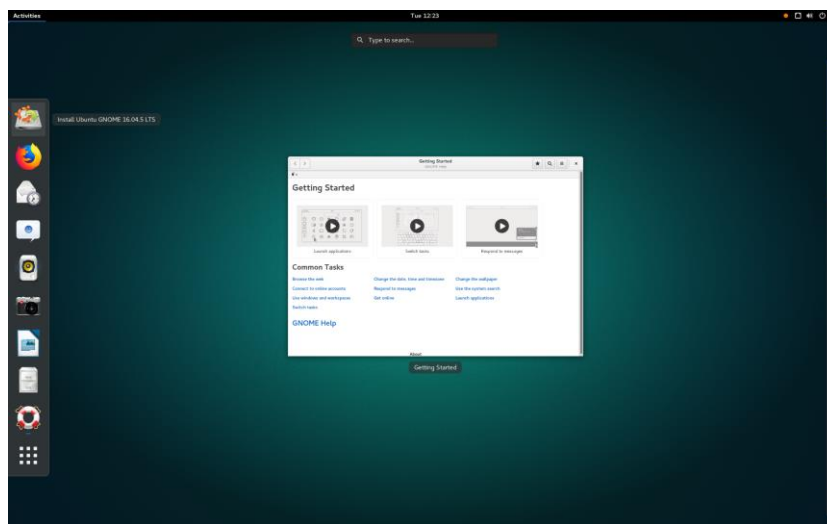 Activities
Tue 12:23
Type to search...
Install Ubuntu GNOME 16.04.5 LTS
Getting Started
GNOME Help
Getting Started
Launch applications
Switch tasks
Respond to messages
Common Tasks
Browse the web
Change the date, time and timezone
Change the wallpaper
Connect to online accounts
Respond to messages
Use the system search
Use windows and workspaces
Get online
Launch applications
Switch tasks
GNOME Help
About
Getting Started